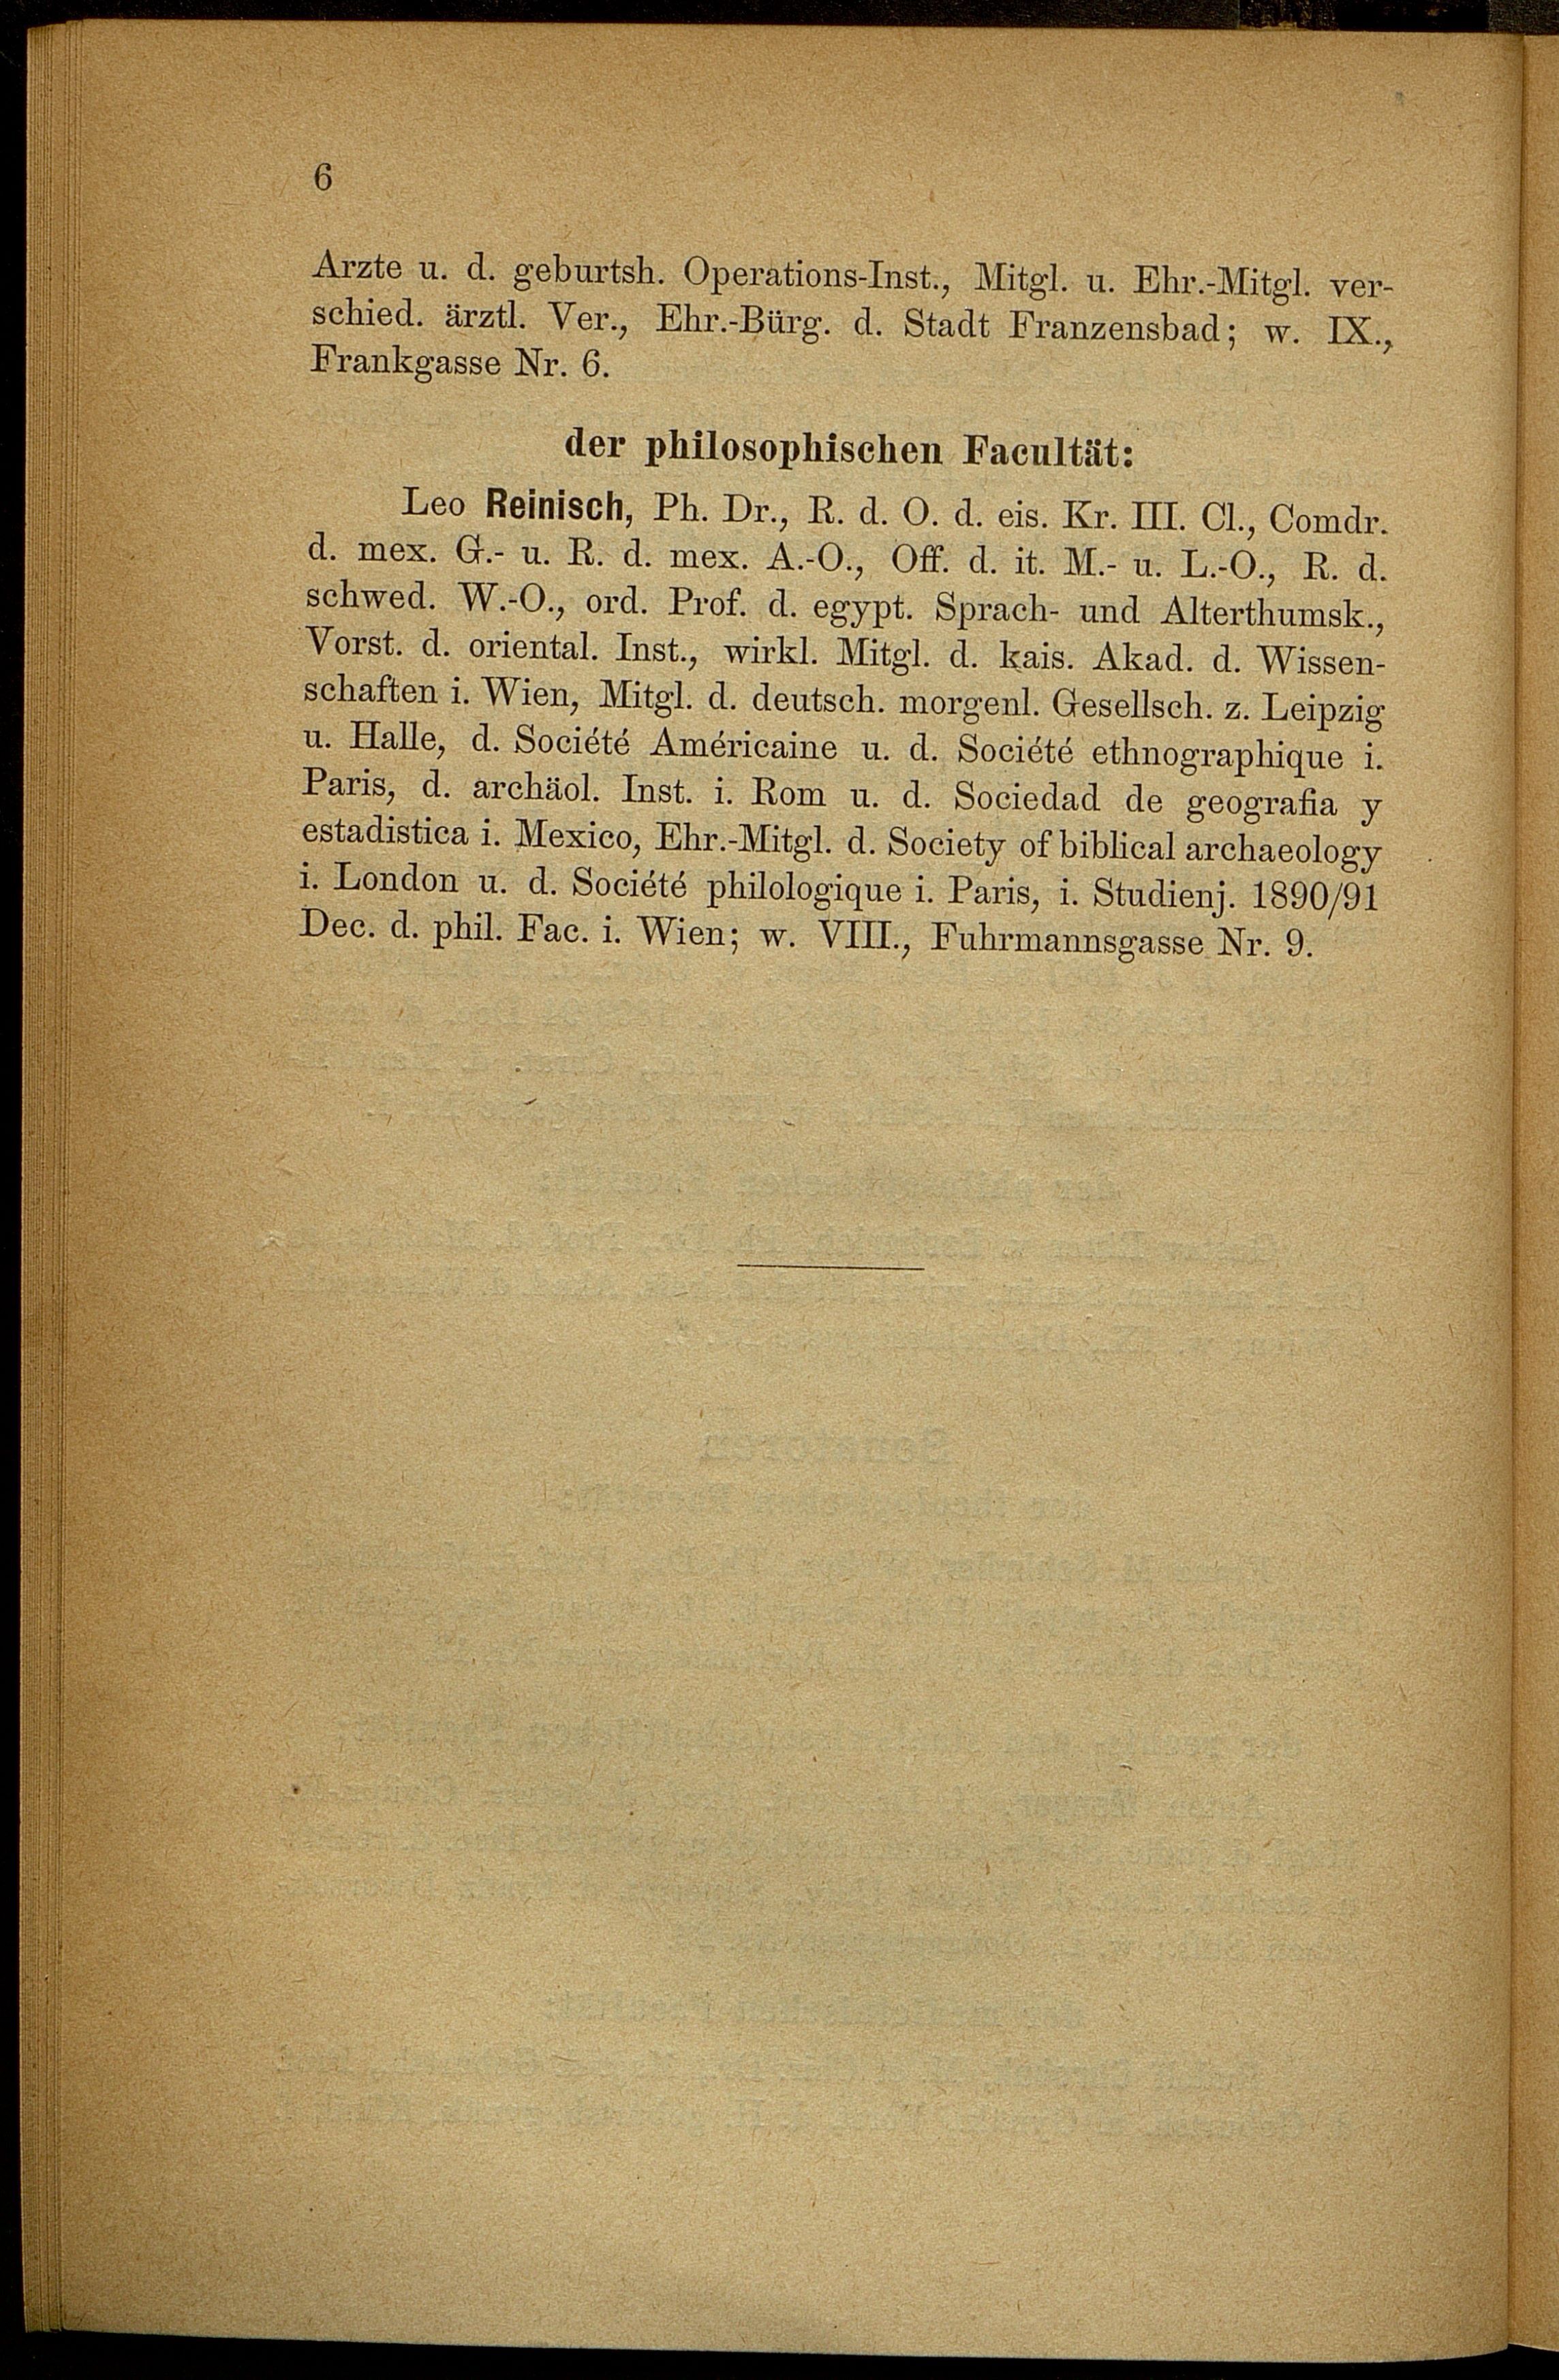 6
Arzte u. d. geburtsh. Operations-Inst., Mitgl. u. Ehr.-Mitgl. ver-
schied. ärztl. Ver., Ehr.-Bürg. d. Stadt Franzensbad; w. IX.,
Frankgasse Nr. 6.
der philosophischen Facultät:
Leo Reinisch, Ph. Dr., R. d. O. d. eis. Kr. III. Cl., Comdr.
d. mex. G.- u. R. d. mex. A.-O., Off. d. it. M.- u. L.-O., R. d.
schwed. W.-O., ord. Prof. d. egypt. Sprach- und Alterthumsk.,
Vorst. d. oriental. Inst., wirkl. Mitgl. d. kais. Akad. d. Wissen-
schaften i. Wien, Mitgl. d. deutsch. morgenl. Gesellsch. z. Leipzig
u. Halle, d. Société Américaine u. d. Société ethnographique i.
Paris, d. archäol. Inst. i. Rom u. d. Sociedad de geografia y
estadistica i. Mexico, Ehr.-Mitgl. d. Society of biblical archaeology
i. London u. d. Société philologique i. Paris, i. Studienj. 1890/91
Dec. d. phil. Fac. i. Wien; w. VIII., Fuhrmannsgasse Nr. 9.